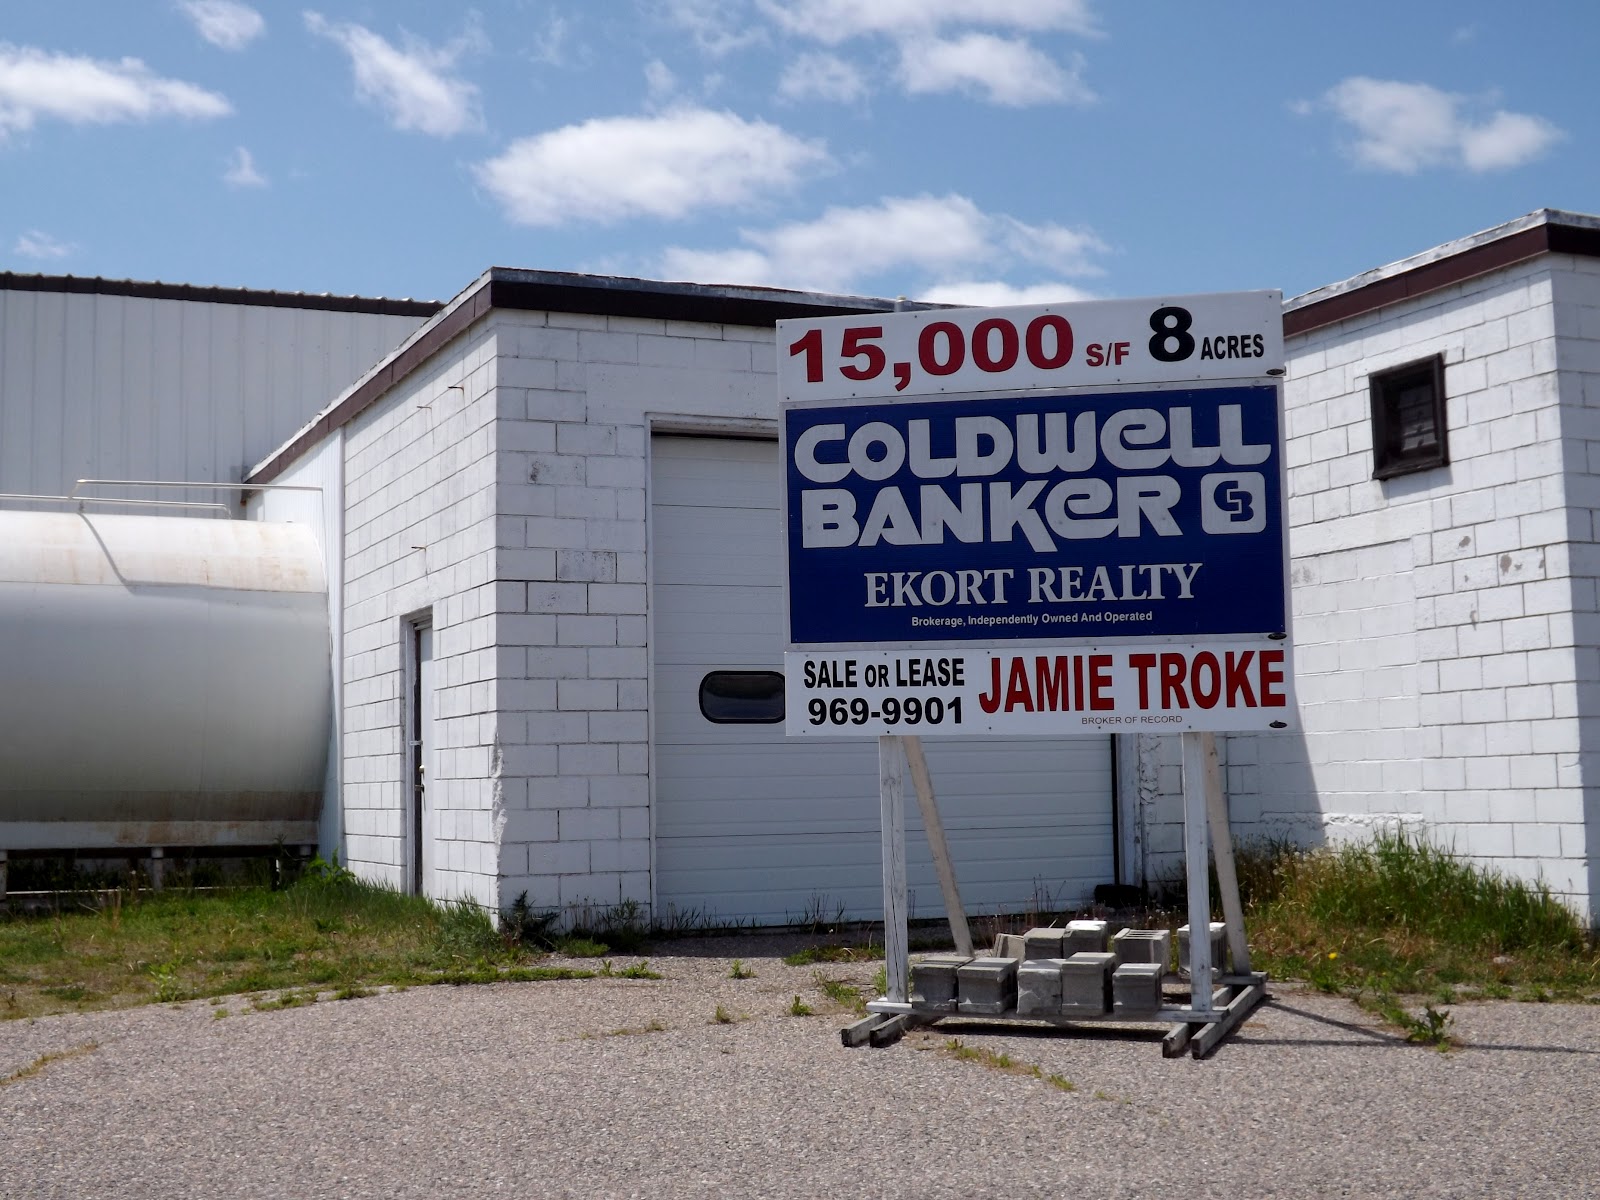 15,000 S/F 8 ACRES
COLDWELL
BANKER CB
EKORT REALTY
Brokerage, Independently Owned And Operated
SALE OR LEASE JAMIE TROKE
969-9901 BROKER OF RECORD